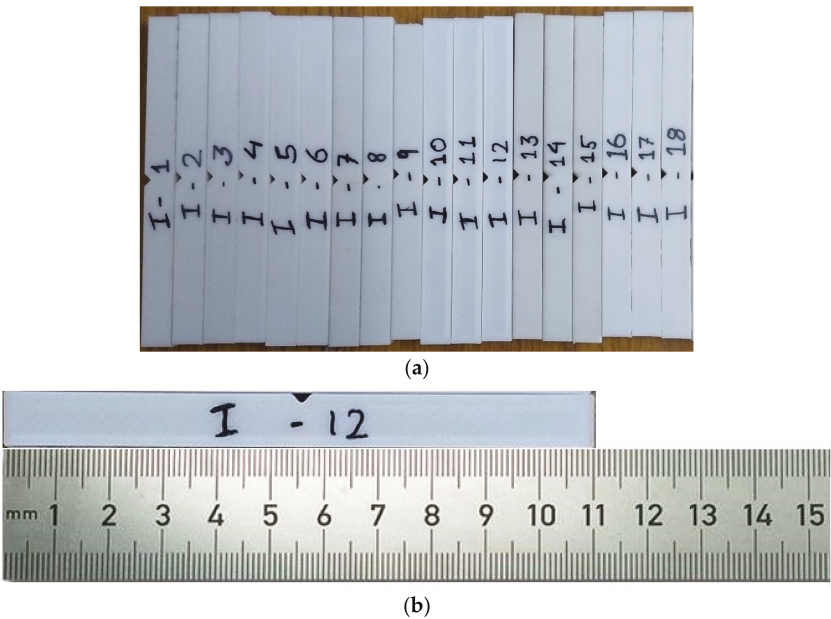 I - 1
I - 2
I - 3
I - 4
I - 5
I - 6
I - 7
I - 8
I - 9
I - 10
I - 11
I - 12
I - 13
I - 14
I - 15
I - 16
I - 17
I - 18
(a)
I - 12
mm 1 2 3 4 5 6 7 8 9 10 11 12 13 14 15
(b)